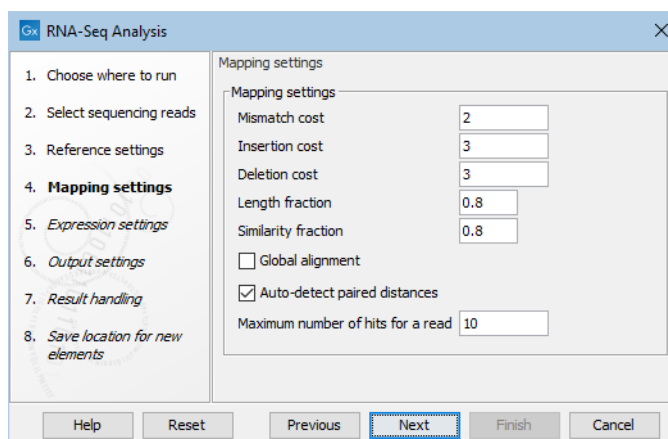 Gx RNA-Seq Analysis
1. Choose where to run
2. Select sequencing reads
3. Reference settings
4. Mapping settings
5. Expression settings
6. Output settings
7. Result handling
8. Save location for new
elements
Mapping settings
Mapping settings
Mismatch cost 2
Insertion cost 3
Deletion cost 3
Length fraction 0.8
Similarity fraction 0.8
Global alignment
Auto-detect paired distances
Maximum number of hits for a read 10
Help Reset Previous Next Finish Cancel